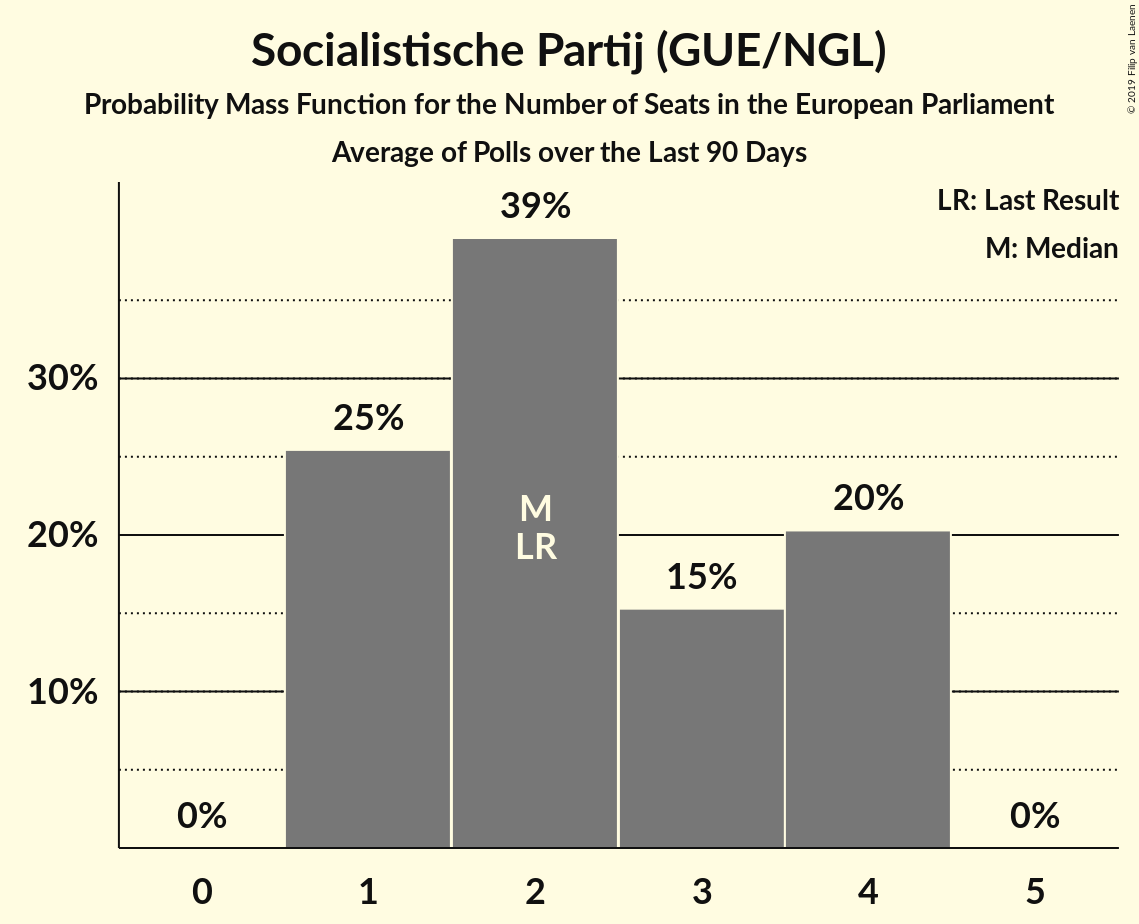 Socialistische Partij (GUE/NGL)
Probability Mass Function for the Number of Seats in the European Parliament
Average of Polls over the Last 90 Days
© 2019 Filip van Laenen
LR: Last Result
M: Median
39%
30%
25%
20%
20%
M
LR
15%
10%
0%
0%
0 1 2 3 4 5